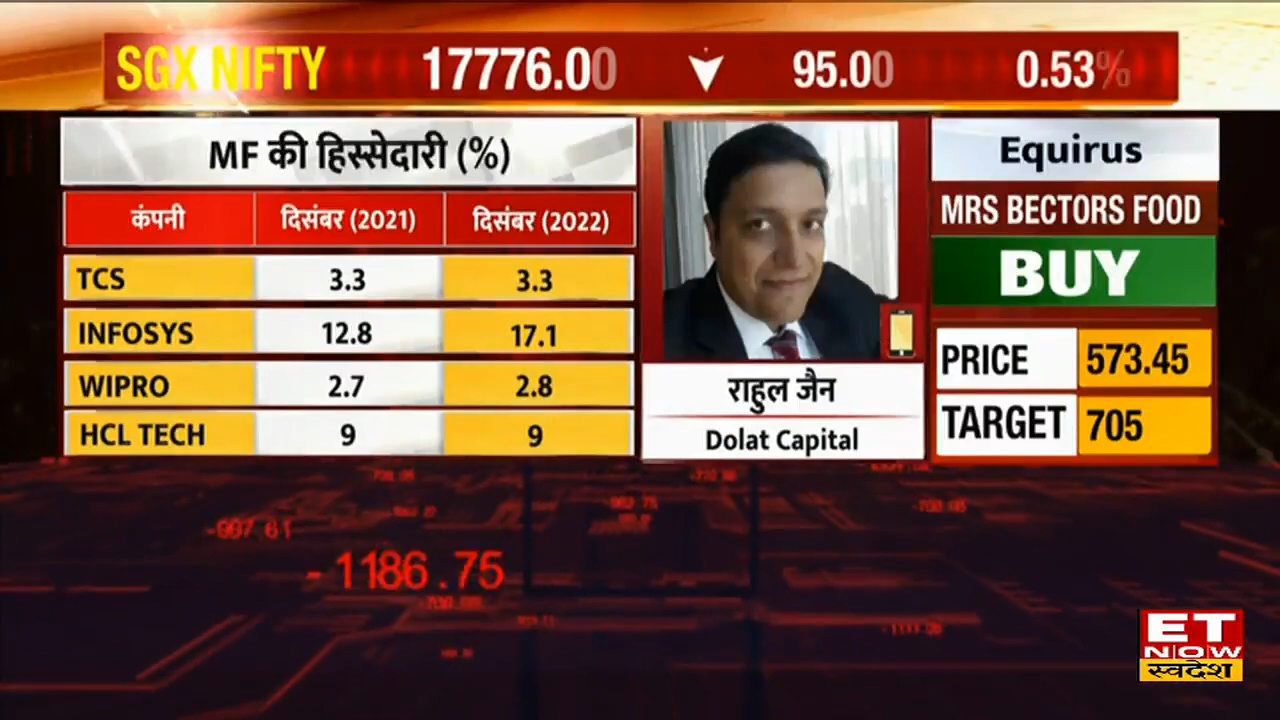 SGX NIFTY 17776.00 95.00 0.53%
MF की हिस्सेदारी (%)
कंपनी दिसंबर (2021) दिसंबर (2022)
TCS 3.3 3.3
INFOSYS 12.8 17.1
WIPRO 2.7 2.8
HCL TECH 9 9
राहुल जैन
Dolat Capital
Equirus
MRS BECTORS FOOD
BUY
PRICE 573.45
TARGET 705
-997.61
-1186.75
ET
NOW
स्वदेश